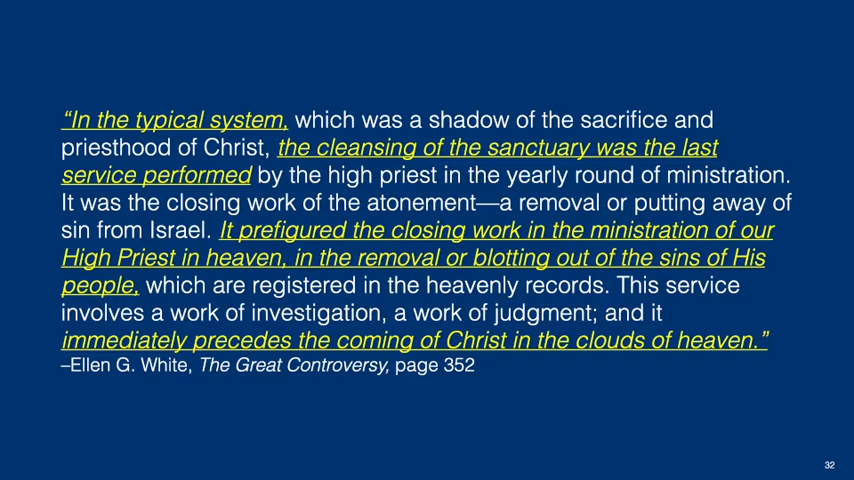 “In the typical system, which was a shadow of the sacrifice and
priesthood of Christ, the cleansing of the sanctuary was the last
service performed by the high priest in the yearly round of ministration.
It was the closing work of the atonement—a removal or putting away of
sin from Israel. It prefigured the closing work in the ministration of our
High Priest in heaven, in the removal or blotting out of the sins of His
people, which are registered in the heavenly records. This service
involves a work of investigation, a work of judgment; and it
immediately precedes the coming of Christ in the clouds of heaven.”
–Ellen G. White, The Great Controversy, page 352
32